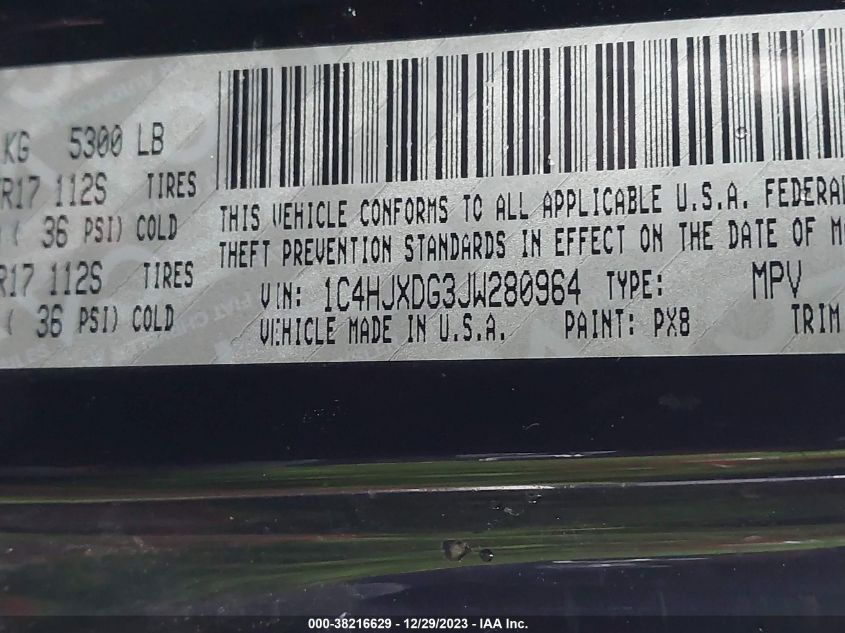 KG 5300 LB
R17 112S TIRES
( 36 PSI) COLD
R17 112S TIRES
( 36 PSI) COLD
THIS VEHICLE CONFORMS TO ALL APPLICABLE U.S.A. FEDERA
THEFT PREVENTION STANDARDS IN EFFECT ON THE DATE OF M
VIN: 1C4HJXDG3JW280964 TYPE: MPV
VEHICLE MADE IN U.S.A. PAINT: PX8 TRIM
000-38216629 - 12/29/2023 - IAA Inc.